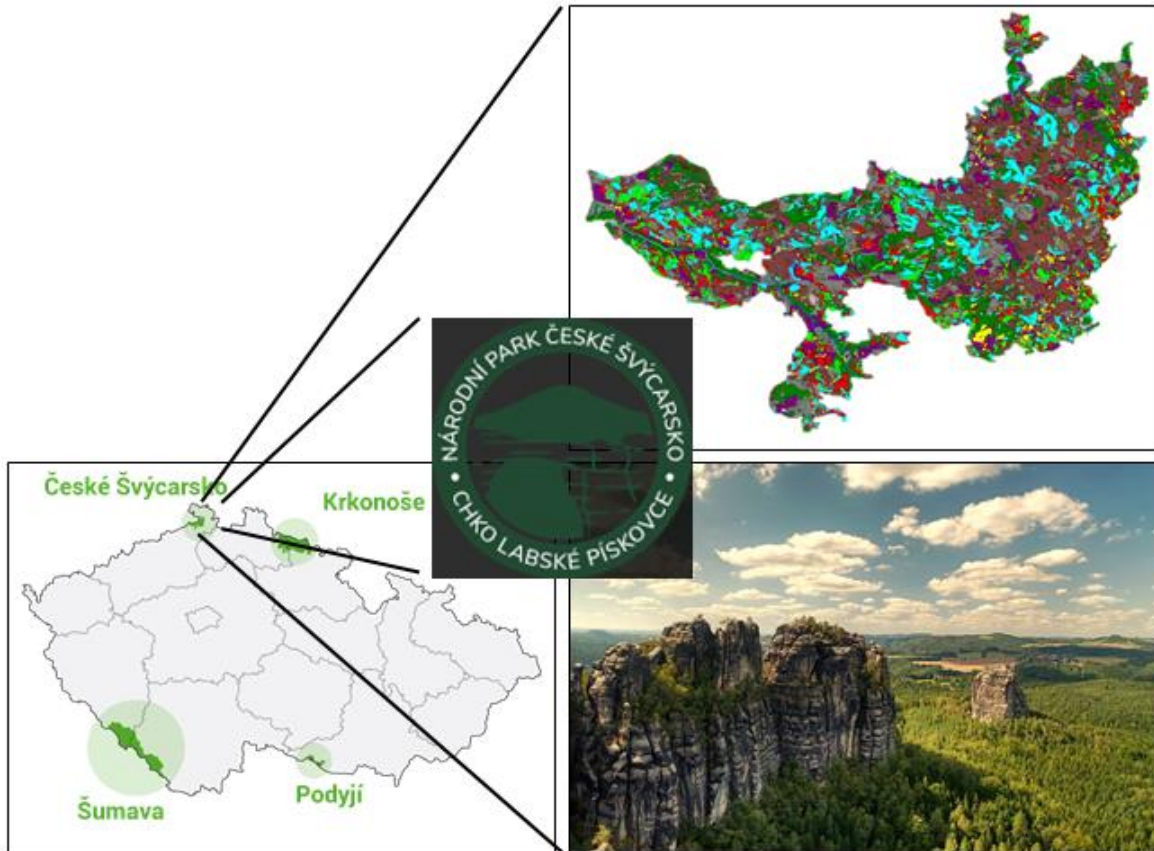 NÁRODNÍ PARK ČESKÉ ŠVÝCARSKO
• CHKO LABSKÉ PÍSKOVCE •
České Švýcarsko
Krkonoše
Šumava
Podyjí